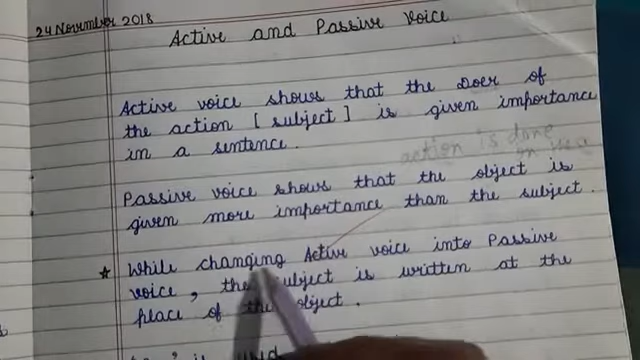 24 November 2018
Active and Passive Voice
Active voice shows that the Doer of
the action [ subject ] is given importance
in a sentence.
action is done
on
Passive voice shows that the object is
given more importance than the subject.
* While changing Active voice into Passive
voice, the subject is written at the
place of the object.